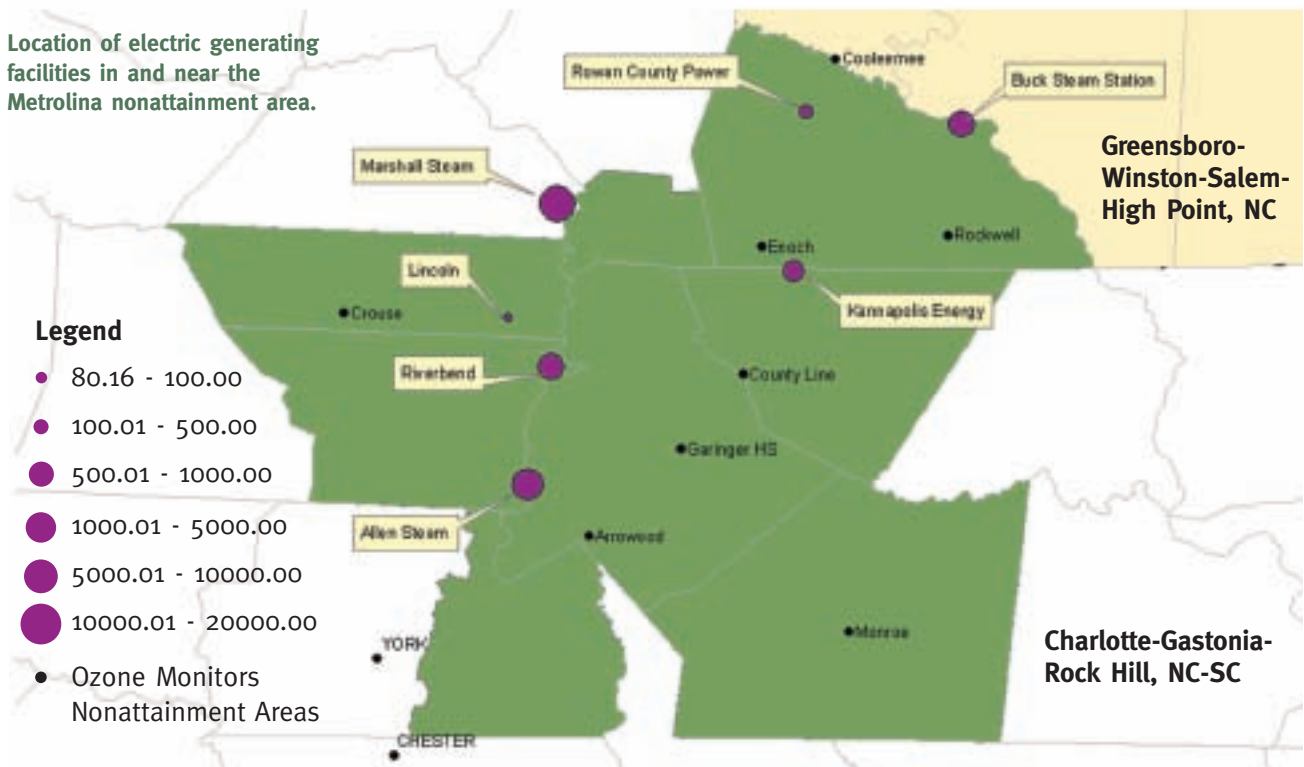 Location of electric generating
facilities in and near the
Metrolina nonattainment area.
Cooleemee
Rowan County Power
Buck Steam Station
Greensboro-
Winston-Salem-
High Point, NC
Marshall Steam
Enoch
Rockwell
Lincoln
Crouse
Kannapolis Energy
Riverbend
County Line
Garinger HS
Allen Steam
Arrowood
Monroe
YORK
CHESTER
Charlotte-Gastonia-
Rock Hill, NC-SC
Legend
80.16 - 100.00
100.01 - 500.00
500.01 - 1000.00
1000.01 - 5000.00
5000.01 - 10000.00
10000.01 - 20000.00
Ozone Monitors
Nonattainment Areas